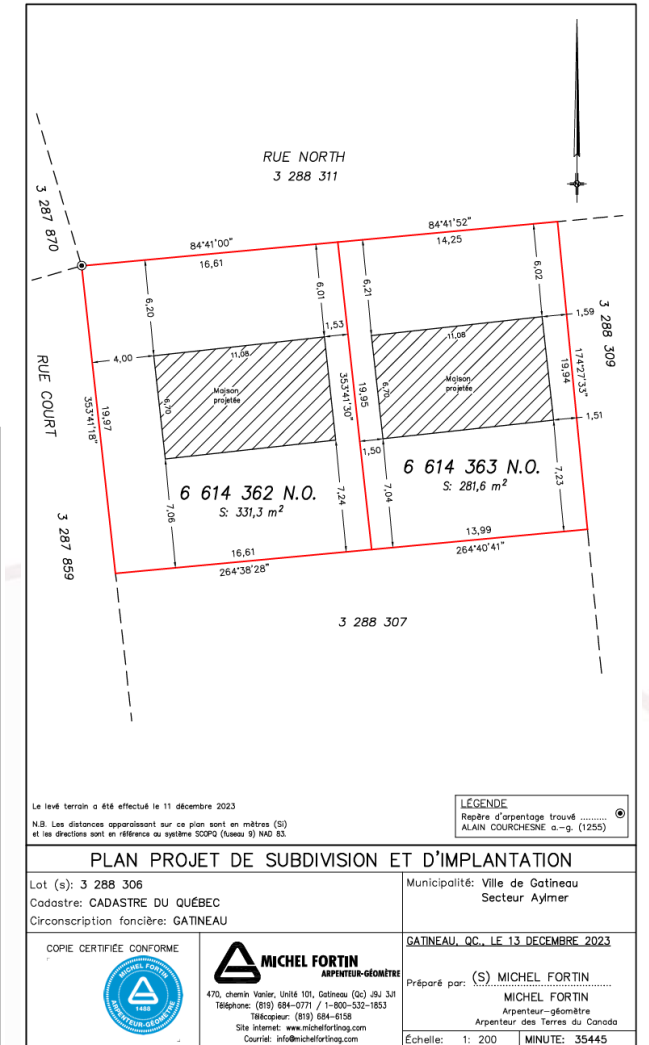 RUE NORTH
3 288 311
3 287 870
84°41'00"
16,61
84°41'52"
14,25
6,20
6,01
6,21
6,02
1,53
1,59
3 288 309
4,00
11,08
11,08
RUE COURT
353°41'18"
19,97
Maison
projetée
6,70
353°41'30"
19,95
Maison
projetée
6,70
19,94
174°27'33"
1,50
1,51
6 614 362 N.O.
S: 331,3 m²
6 614 363 N.O.
S: 281,6 m²
7,06
7,24
7,04
7,23
3 287 859
16,61
264°38'28"
13,99
264°40'41"
3 288 307
Le levé terrain a été effectué le 11 décembre 2023
N.B. Les distances apparaissant sur ce plan sont en mètres (SI)
et les directions sont en référence au système SCOPQ (fuseau 9) NAD 83.
LÉGENDE
Repère d'arpentage trouvé .........
ALAIN COURCHESNE a.-g. (1255)
PLAN PROJET DE SUBDIVISION ET D'IMPLANTATION
Lot (s): 3 288 306
Cadastre: CADASTRE DU QUÉBEC
Circonscription foncière: GATINEAU
Municipalité: Ville de Gatineau
Secteur Aylmer
COPIE CERTIFIÉE CONFORME
MICHEL FORTIN
1488
ARPENTEUR-GÉOMÈTRE
MICHEL FORTIN
ARPENTEUR-GÉOMÈTRE
470, chemin Vanier, Unité 101, Gatineau (Qc) J9J 3J1
Téléphone: (819) 684-0771 / 1-800-532-1853
Télécopieur: (819) 684-6158
Site internet: www.michelfortinag.com
Courriel: info@michelfortinag.com
GATINEAU, QC., LE 13 DECEMBRE 2023
Préparé par: (S) MICHEL FORTIN
MICHEL FORTIN
Arpenteur-géomètre
Arpenteur des Terres du Canada
Échelle: 1: 200
MINUTE: 35445